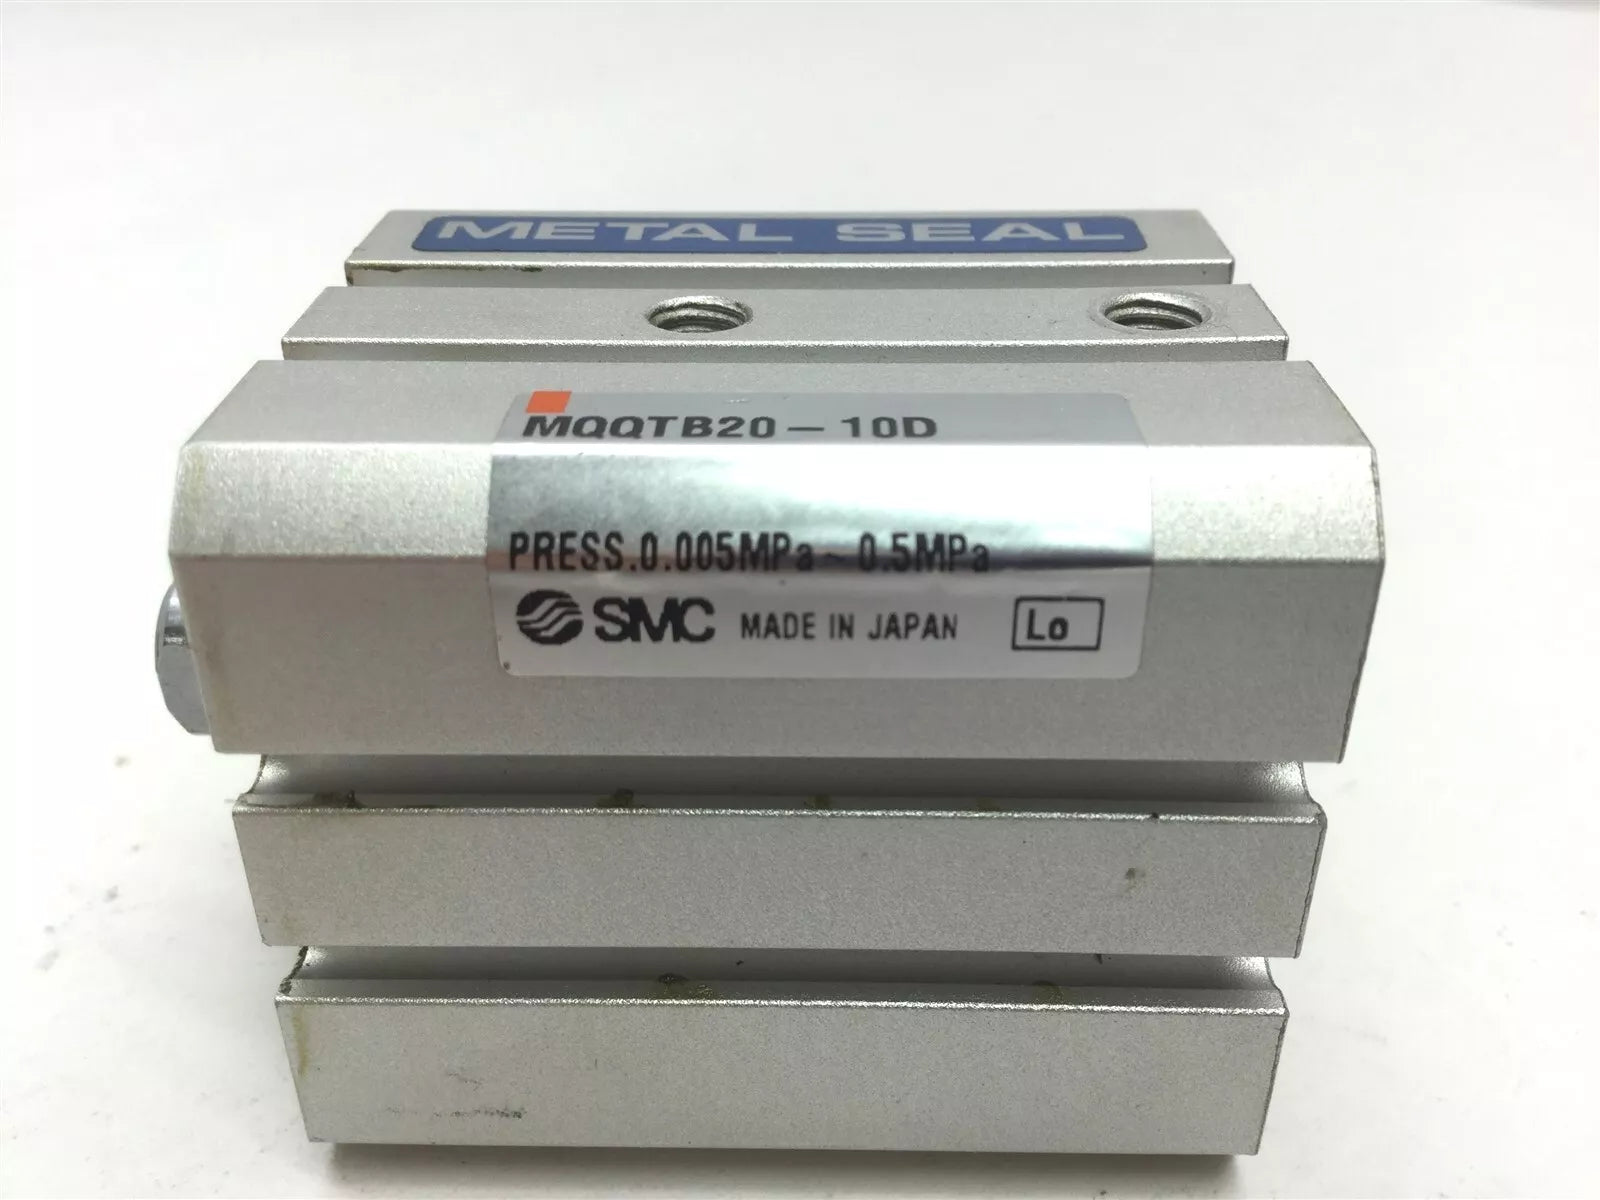 METAL SEAL
MQQTB20-10D
PRESS.0.005MPa~0.5MPa
SMC MADE IN JAPAN Lo